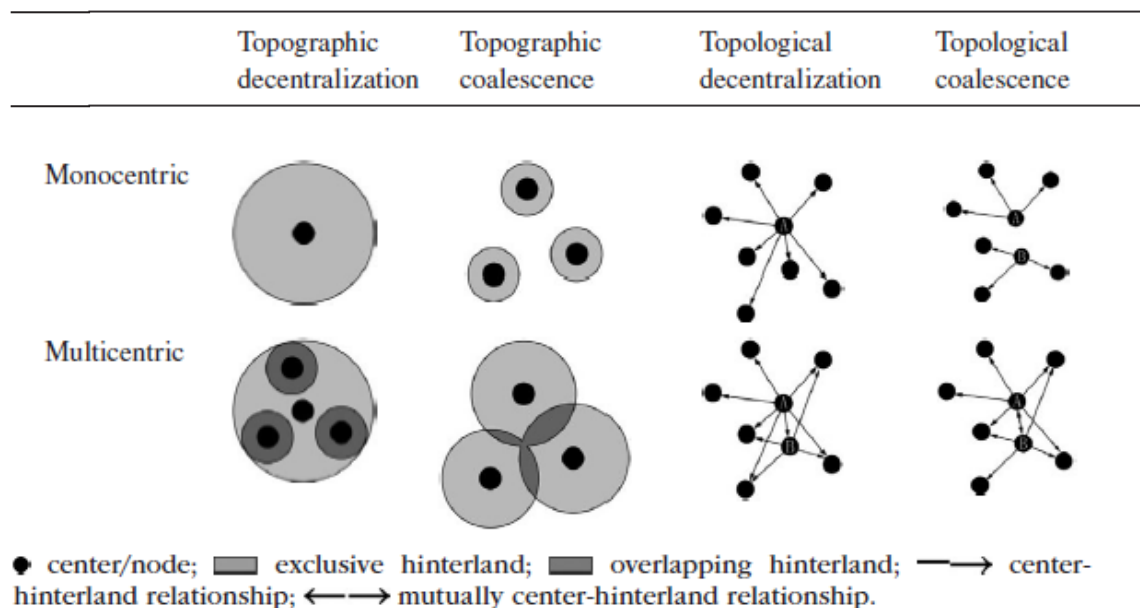 Topographic decentralization
Topographic coalescence
Topological decentralization
Topological coalescence
Monocentric
A
A
B
Multicentric
A
B
A
B
center/node; exclusive hinterland; overlapping hinterland; center-
hinterland relationship; mutually center-hinterland relationship.